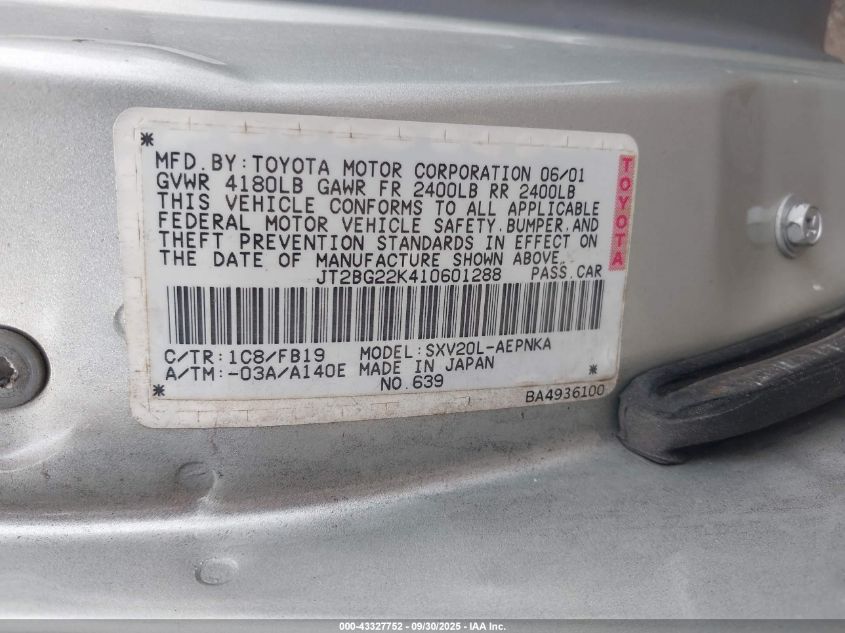 MFD. BY: TOYOTA MOTOR CORPORATION 06/01
GVWR 4180LB GAWR FR 2400LB RR 2400LB
THIS VEHICLE CONFORMS TO ALL APPLICABLE
FEDERAL MOTOR VEHICLE SAFETY, BUMPER, AND
THEFT PREVENTION STANDARDS IN EFFECT ON
THE DATE OF MANUFACTURE SHOWN ABOVE.
JT2BG22K410601288 PASS. CAR
C/TR: 1C8/FB19 MODEL: SXV20L-AEPNKA
A/TM: -03A/A140E MADE IN JAPAN
NO. 639
BA4936100
TOYOTA
000-43327752 - 09/30/2025 - IAA Inc.